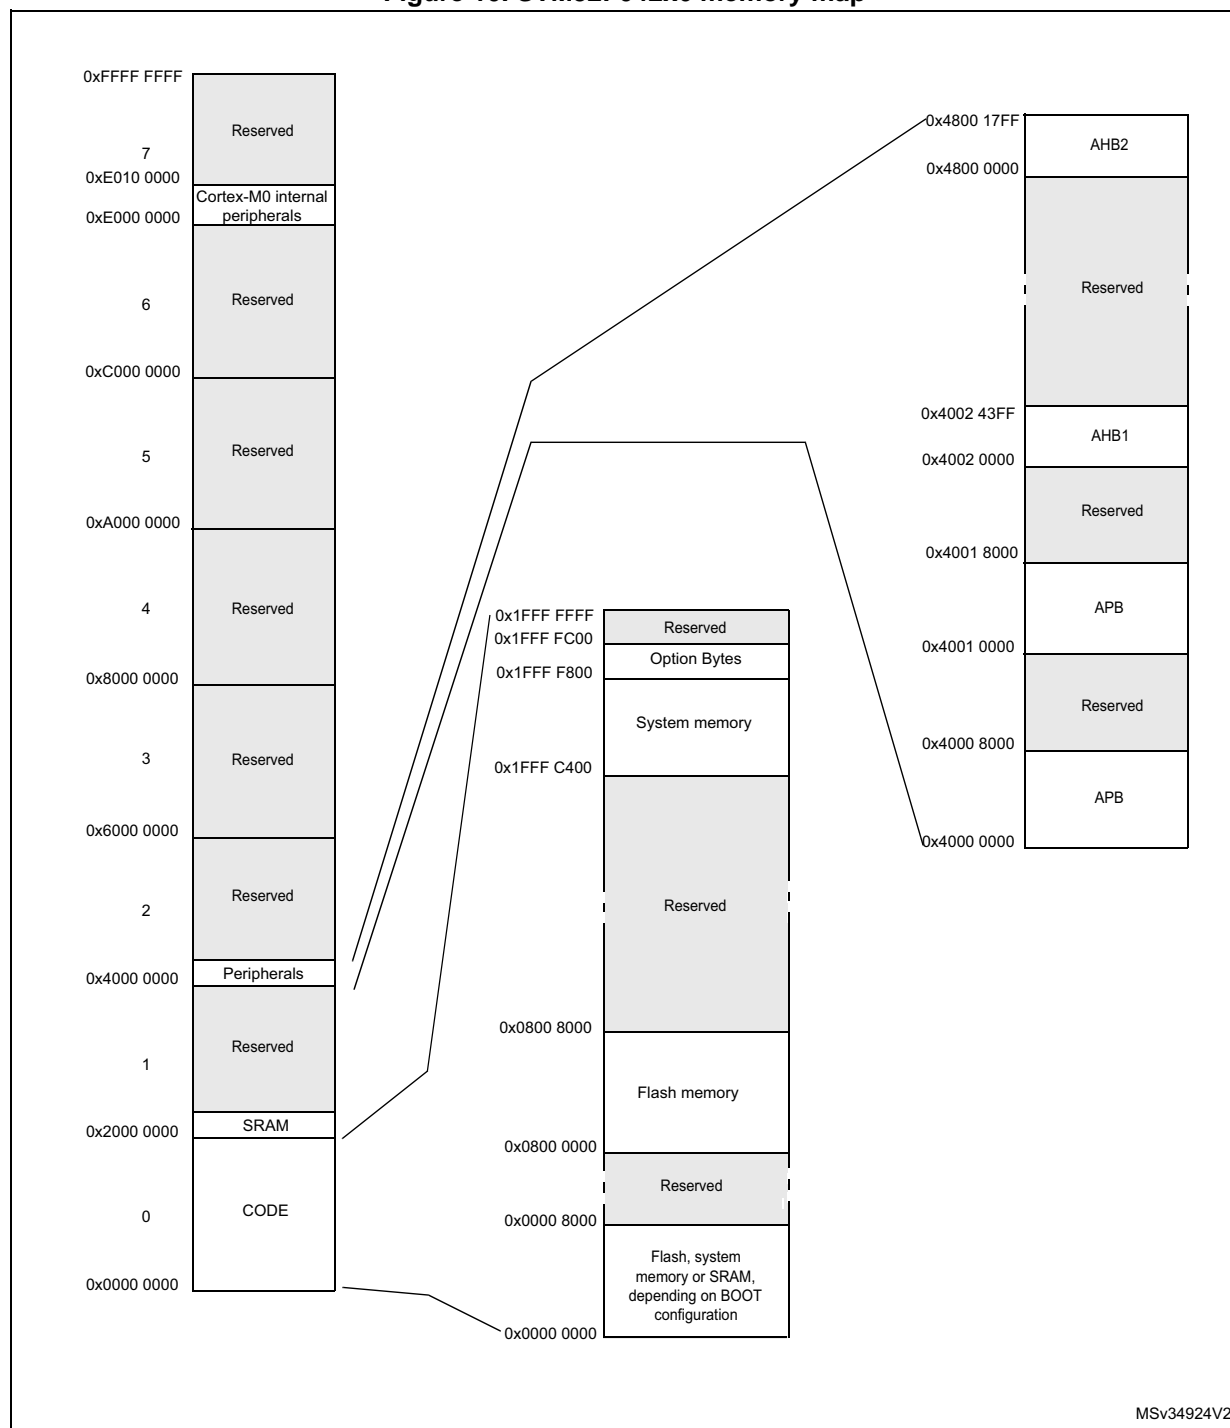 0xFFFF FFFF
Reserved
7
0xE010 0000
Cortex-M0 internal
peripherals
0xE000 0000
Reserved
6
0xC000 0000
Reserved
5
0xA000 0000
Reserved
4
0x8000 0000
Reserved
3
0x6000 0000
Reserved
2
Peripherals
0x4000 0000
Reserved
1
SRAM
0x2000 0000
CODE
0
0x0000 0000
0x1FFF FFFF
Reserved
0x1FFF FC00
Option Bytes
0x1FFF F800
System memory
0x1FFF C400
Reserved
0x0800 8000
Flash memory
0x0800 0000
Reserved
0x0000 8000
Flash, system
memory or SRAM,
depending on BOOT
configuration
0x0000 0000
0x4800 17FF
AHB2
0x4800 0000
Reserved
0x4002 43FF
AHB1
0x4002 0000
Reserved
0x4001 8000
APB
0x4001 0000
Reserved
0x4000 8000
APB
0x4000 0000
MSv34924V2